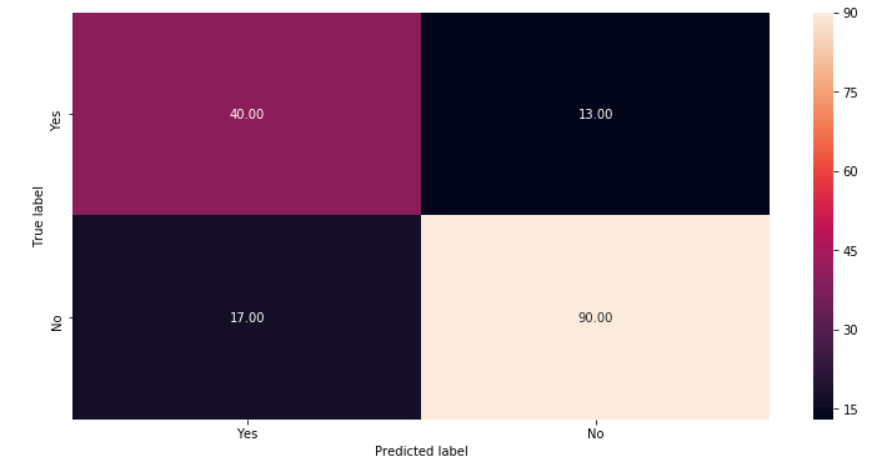 90
75
60
45
30
15
Yes
No
True label
40.00
13.00
17.00
90.00
Yes
No
Predicted label